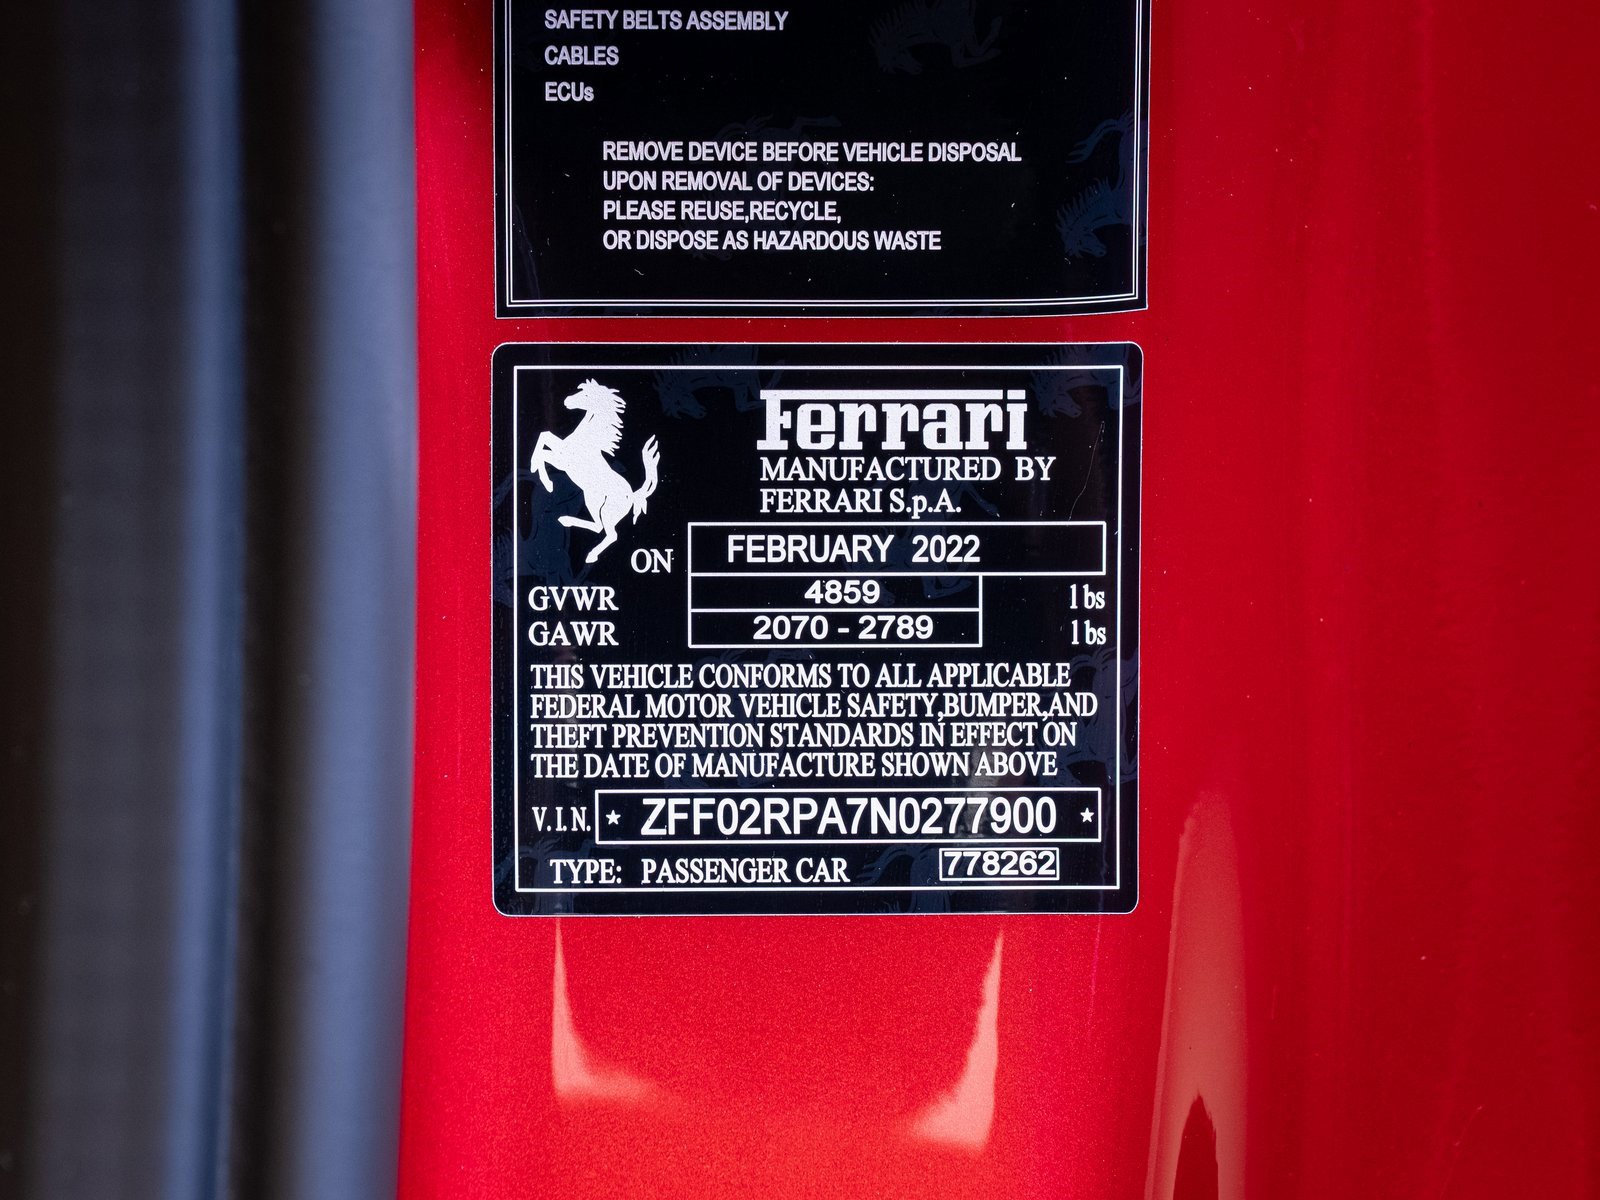 SAFETY BELTS ASSEMBLY
CABLES
ECUs
REMOVE DEVICE BEFORE VEHICLE DISPOSAL
UPON REMOVAL OF DEVICES:
PLEASE REUSE,RECYCLE,
OR DISPOSE AS HAZARDOUS WASTE
Ferrari
MANUFACTURED BY
FERRARI S.p.A.
ON FEBRUARY 2022
GVWR 4859 lbs
GAWR 2070 - 2789 lbs
THIS VEHICLE CONFORMS TO ALL APPLICABLE
FEDERAL MOTOR VEHICLE SAFETY,BUMPER,AND
THEFT PREVENTION STANDARDS IN EFFECT ON
THE DATE OF MANUFACTURE SHOWN ABOVE
V.I.N. * ZFF02RPA7N0277900 *
TYPE: PASSENGER CAR 778262